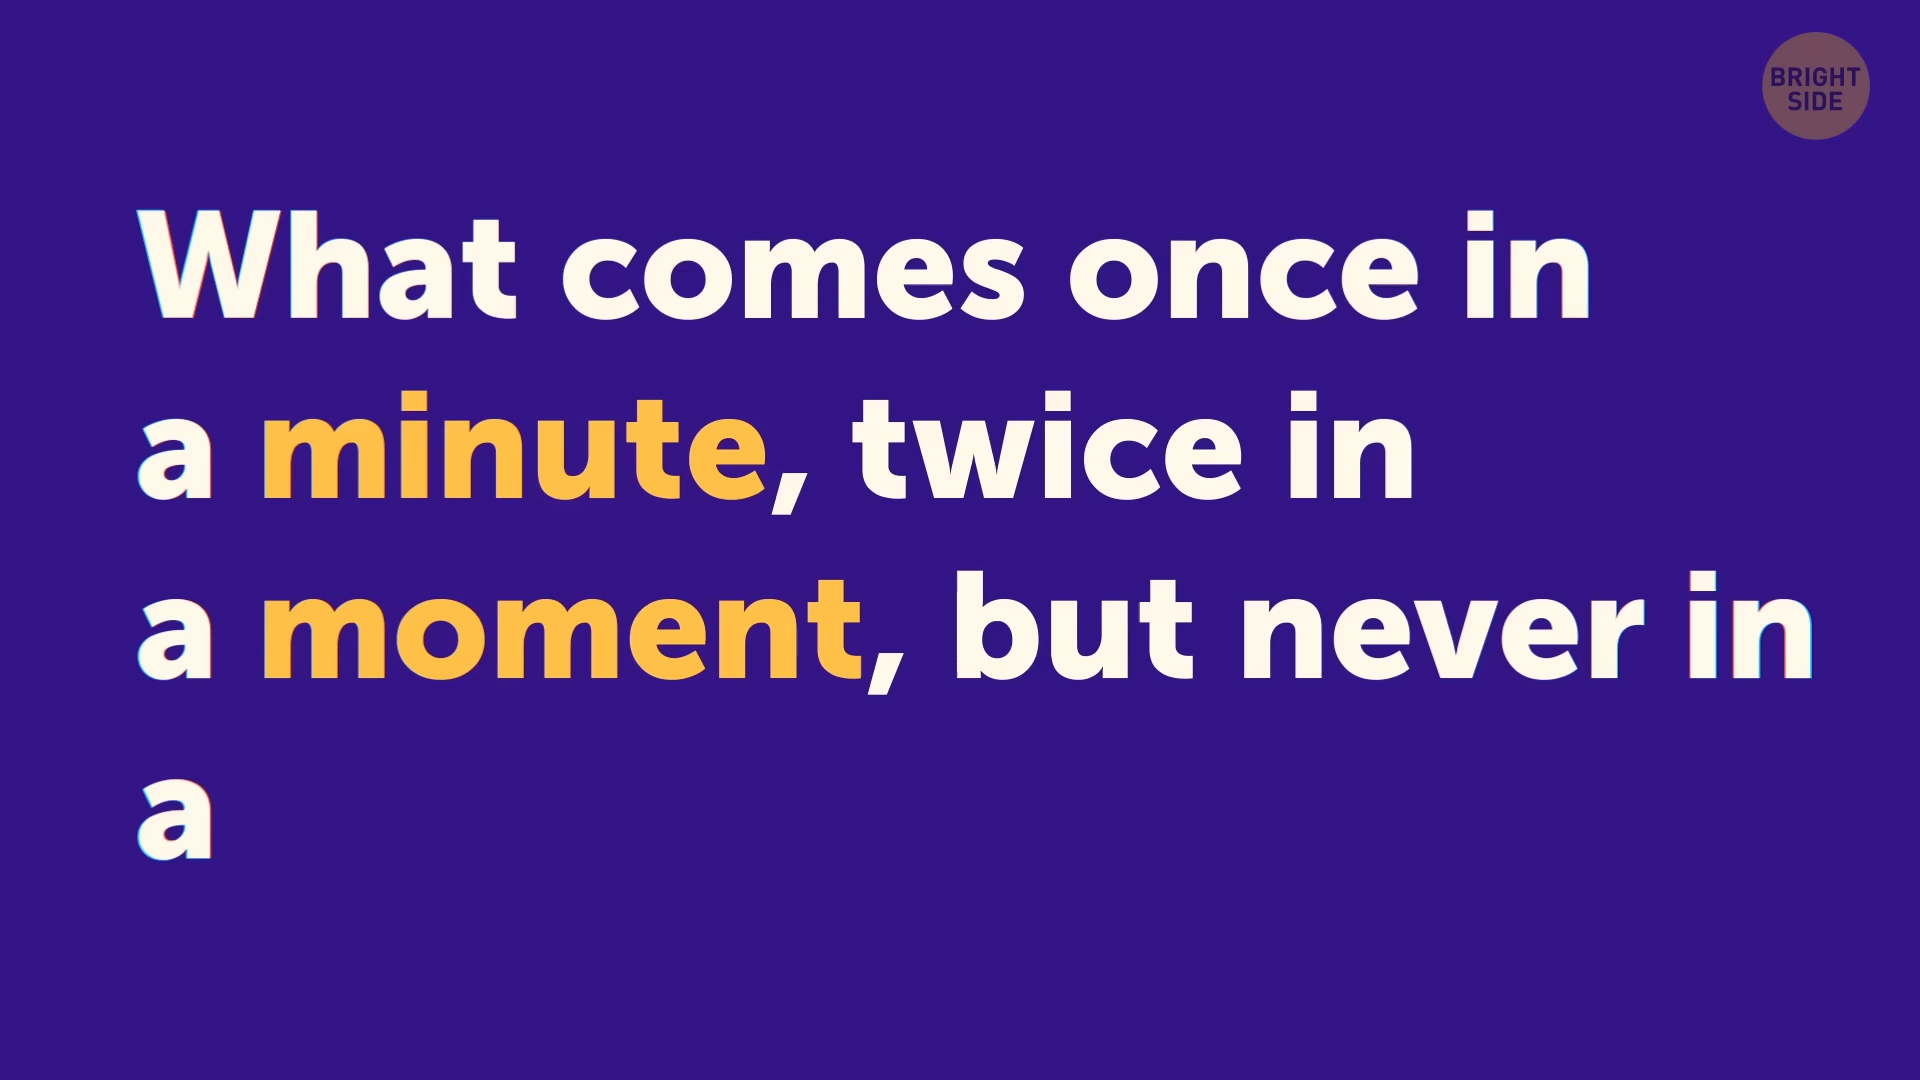 BRIGHT
SIDE
What comes once in
a minute, twice in
a moment, but never in
a